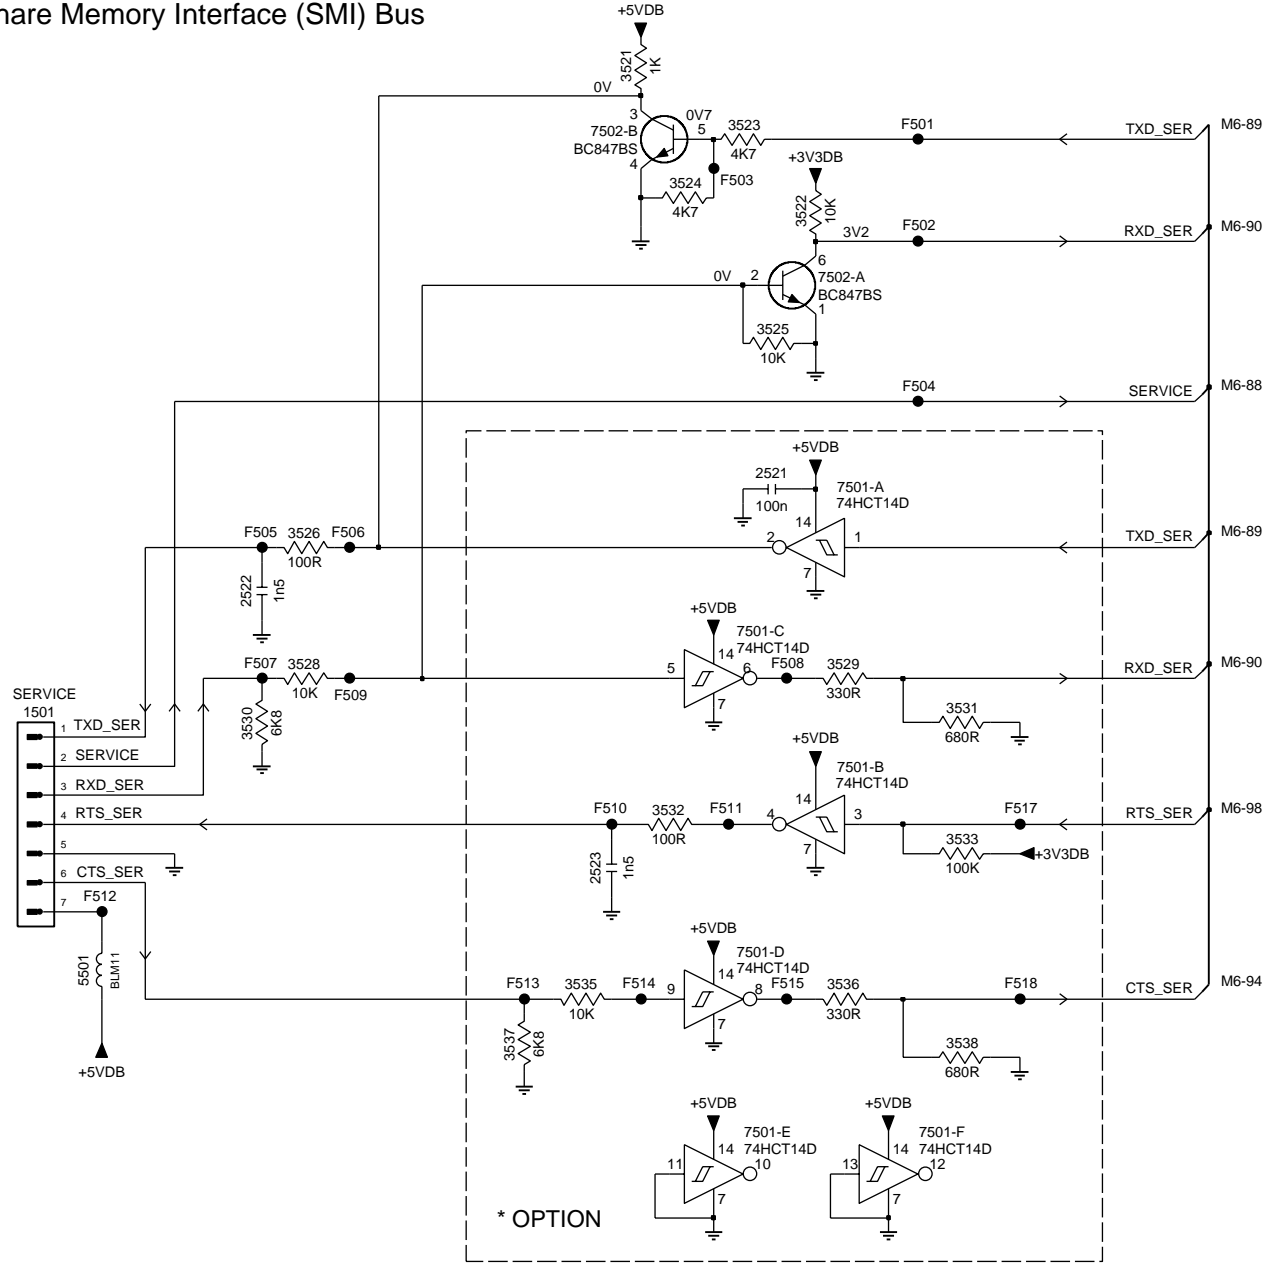 hare Memory Interface (SMI) Bus
+5VDB
3521
1K
0V
3
7502-B
BC847BS
4
0V7
5
3523
4K7
F503
3524
4K7
F501
TXD_SER
M6-89
+3V3DB
3522
10K
3V2
F502
RXD_SER
M6-90
0V
2
6
7502-A
BC847BS
1
3525
10K
F504
SERVICE
M6-88
+5VDB
2521
100n
7501-A
74HCT14D
14
2
1
7
TXD_SER
M6-89
F505
3526
100R
F506
2522
1n5
+5VDB
7501-C
74HCT14D
14
5
6
7
F508
3529
330R
RXD_SER
M6-90
3531
680R
F507
3528
10K
F509
3530
6K8
SERVICE
1501
1 TXD_SER
2 SERVICE
3 RXD_SER
4 RTS_SER
5
6 CTS_SER
7
F512
5501
BLM11
+5VDB
+5VDB
7501-B
74HCT14D
14
4
3
7
F510
3532
100R
F511
2523
1n5
F517
RTS_SER
M6-98
3533
100K
+3V3DB
+5VDB
7501-D
74HCT14D
14
9
8
7
F513
3535
10K
F514
3537
6K8
F515
3536
330R
F518
CTS_SER
M6-94
3538
680R
+5VDB
7501-E
74HCT14D
14
11
10
7
+5VDB
7501-F
74HCT14D
14
13
12
7
* OPTION